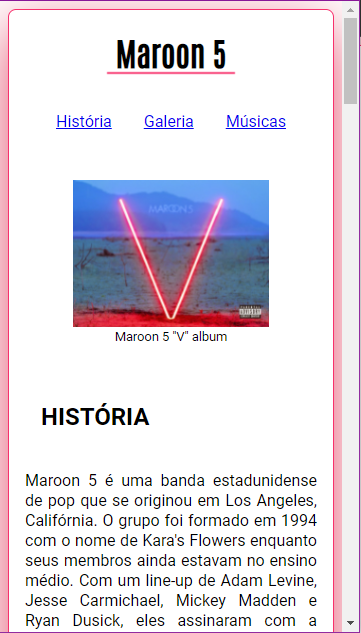 Maroon 5
História Galeria Músicas
MAROON 5
Maroon 5 "V" album
HISTÓRIA
Maroon 5 é uma banda estadunidense
de pop que se originou em Los Angeles,
Califórnia. O grupo foi formado em 1994
com o nome de Kara's Flowers enquanto
seus membros ainda estavam no ensino
médio. Com um line-up de Adam Levine,
Jesse Carmichael, Mickey Madden e
Ryan Dusick, eles assinaram com a